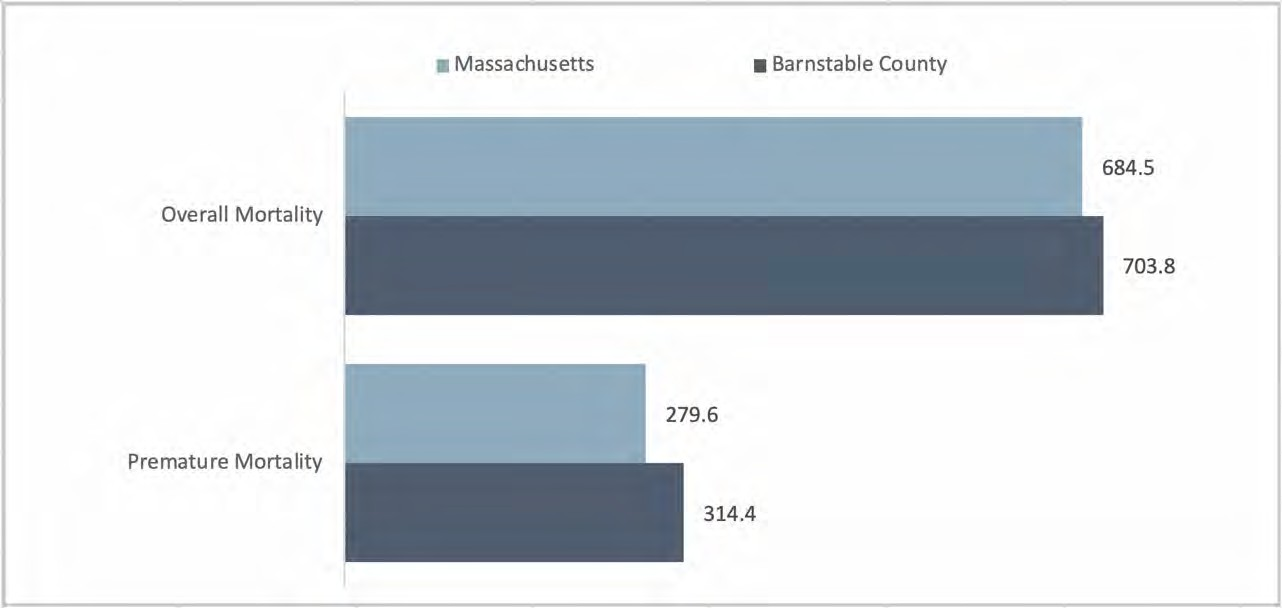 Massachusetts Barnstable County
684.5
Overall Mortality
703.8
279.6
Premature Mortality
314.4